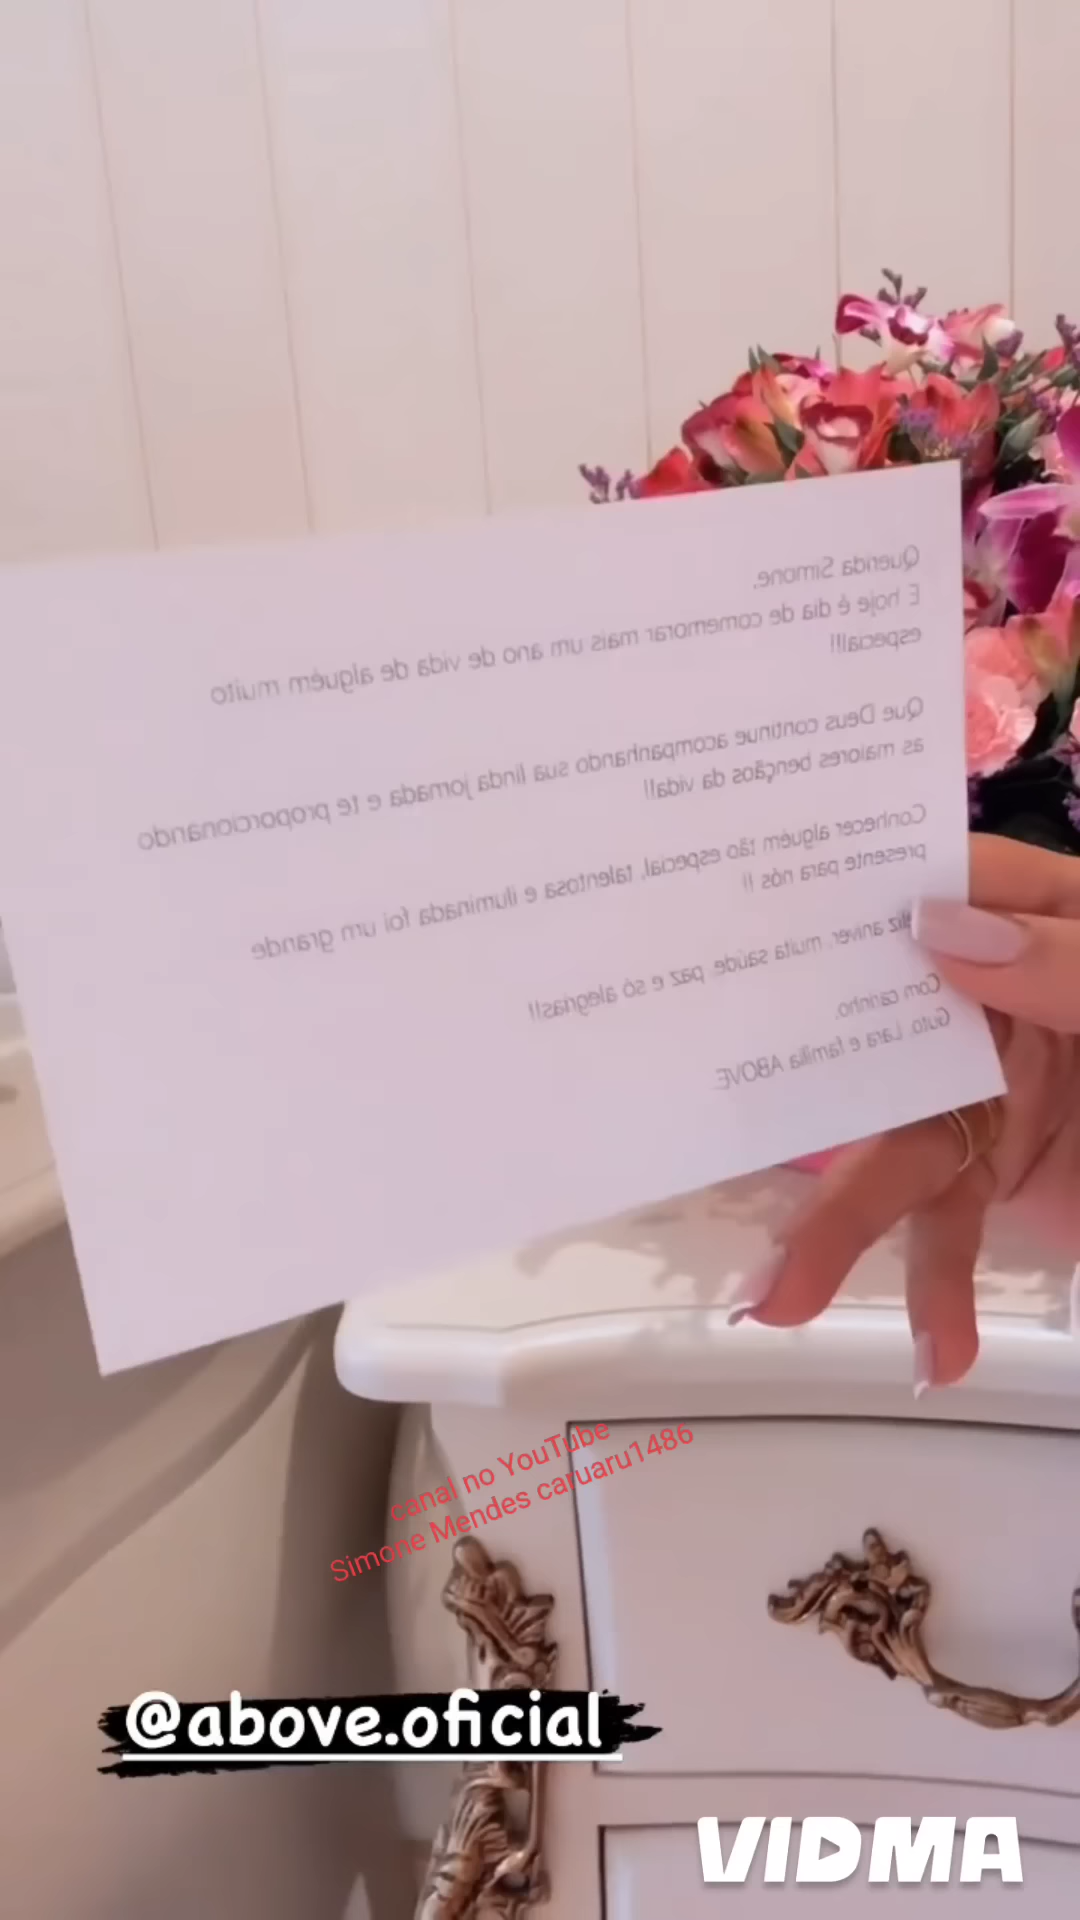 Querida Simone,
E hoje é dia de comemorar mais um ano de vida de alguém muito
especial!!!
Que Deus continue acompanhando sua linda jornada e te proporcionando
as maiores bençãos da vida!!
Conhecer alguém tão especial, talentosa e iluminada foi um grande
presente para nós !!
aniver, muita saúde, paz e só alegrias!!
Com carinho,
Guto, Lara e família ABOVE
canal no YouTube
Simone Mendes caruaru1486
@above.oficial
VIDMA